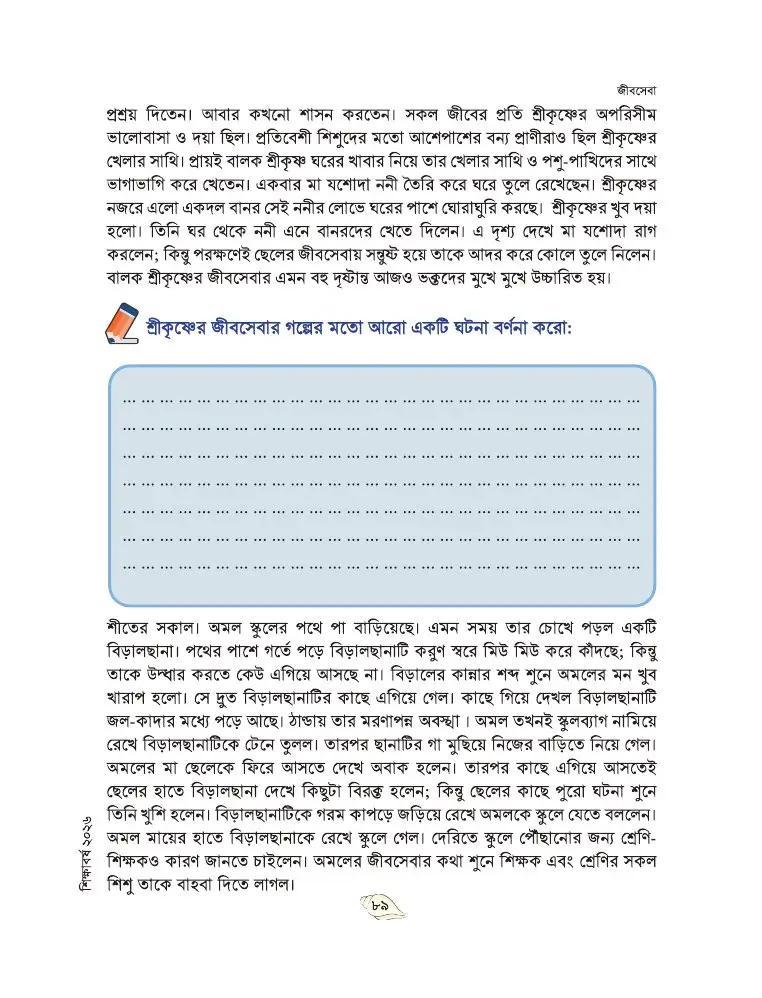 জীবসেবা
প্রশ্রয় দিতেন। আবার কখনো শাসন করতেন। সকল জীবের প্রতি শ্রীকৃষ্ণের অপরিসীম
ভালোবাসা ও দয়া ছিল। প্রতিবেশী শিশুদের মতো আশেপাশের বন্য প্রাণীরাও ছিল শ্রীকৃষ্ণের
খেলার সাথি। প্রায়ই বালক শ্রীকৃষ্ণ ঘরের খাবার নিয়ে তার খেলার সাথি ও পশু-পাখিদের সাথে
ভাগাভাগি করে খেতেন। একবার মা যশোদা ননী তৈরি করে ঘরে তুলে রেখেছেন। শ্রীকৃষ্ণের
নজরে এলো একদল বানর সেই ননীর লোভে ঘরের পাশে ঘোরাঘুরি করছে। শ্রীকৃষ্ণের খুব দয়া
হলো। তিনি ঘর থেকে ননী এনে বানরদের খেতে দিলেন। এ দৃশ্য দেখে মা যশোদা রাগ
করলেন; কিন্তু পরক্ষণেই ছেলের জীবসেবায় সন্তুষ্ট হয়ে তাকে আদর করে কোলে তুলে নিলেন।
বালক শ্রীকৃষ্ণের জীবসেবার এমন বহু দৃষ্টান্ত আজও ভক্তদের মুখে মুখে উচ্চারিত হয়।
শ্রীকৃষ্ণের জীবসেবার গল্পের মতো আরো একটি ঘটনা বর্ণনা করো:
... ... ... ... ... ... ... ... ... ... ... ... ... ... ... ... ... ... ... ... ... ... ... ... ... ... ... ...
... ... ... ... ... ... ... ... ... ... ... ... ... ... ... ... ... ... ... ... ... ... ... ... ... ... ... ...
... ... ... ... ... ... ... ... ... ... ... ... ... ... ... ... ... ... ... ... ... ... ... ... ... ... ... ...
... ... ... ... ... ... ... ... ... ... ... ... ... ... ... ... ... ... ... ... ... ... ... ... ... ... ... ...
... ... ... ... ... ... ... ... ... ... ... ... ... ... ... ... ... ... ... ... ... ... ... ... ... ... ... ...
... ... ... ... ... ... ... ... ... ... ... ... ... ... ... ... ... ... ... ... ... ... ... ... ... ... ... ...
... ... ... ... ... ... ... ... ... ... ... ... ... ... ... ... ... ... ... ... ... ... ... ... ... ... ... ...
শীতের সকাল। অমল স্কুলের পথে পা বাড়িয়েছে। এমন সময় তার চোখে পড়ল একটি
বিড়ালছানা। পথের পাশে গর্তে পড়ে বিড়ালছানাটি করুণ স্বরে মিউ মিউ করে কাঁদছে; কিন্তু
তাকে উদ্ধার করতে কেউ এগিয়ে আসছে না। বিড়ালের কান্নার শব্দ শুনে অমলের মন খুব
খারাপ হলো। সে দ্রুত বিড়ালছানাটির কাছে এগিয়ে গেল। কাছে গিয়ে দেখল বিড়ালছানাটি
জল-কাদার মধ্যে পড়ে আছে। ঠান্ডায় তার মরণাপন্ন অবস্থা । অমল তখনই স্কুলব্যাগ নামিয়ে
রেখে বিড়ালছানাটিকে টেনে তুলল। তারপর ছানাটির গা মুছিয়ে নিজের বাড়িতে নিয়ে গেল।
অমলের মা ছেলেকে ফিরে আসতে দেখে অবাক হলেন। তারপর কাছে এগিয়ে আসতেই
ছেলের হাতে বিড়ালছানা দেখে কিছুটা বিরক্ত হলেন; কিন্তু ছেলের কাছে পুরো ঘটনা শুনে
তিনি খুশি হলেন। বিড়ালছানাটিকে গরম কাপড়ে জড়িয়ে রেখে অমলকে স্কুলে যেতে বললেন।
অমল মায়ের হাতে বিড়ালছানাকে রেখে স্কুলে গেল। দেরিতে স্কুলে পৌঁছানোর জন্য শ্রেণি-
শিক্ষকও কারণ জানতে চাইলেন। অমলের জীবসেবার কথা শুনে শিক্ষক এবং শ্রেণির সকল
শিশু তাকে বাহবা দিতে লাগল।
শিক্ষাবর্ষ ২০২৬
৮৯